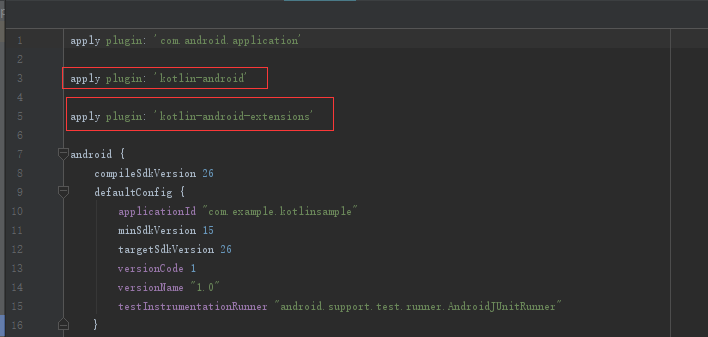 1 apply plugin: 'com.android.application'
2
3 apply plugin: 'kotlin-android'
4
5 apply plugin: 'kotlin-android-extensions'
6
7 android {
8 compileSdkVersion 26
9 defaultConfig {
10 applicationId "com.example.kotlinsample"
11 minSdkVersion 15
12 targetSdkVersion 26
13 versionCode 1
14 versionName "1.0"
15 testInstrumentationRunner "android.support.test.runner.AndroidJUnitRunner"
16 }